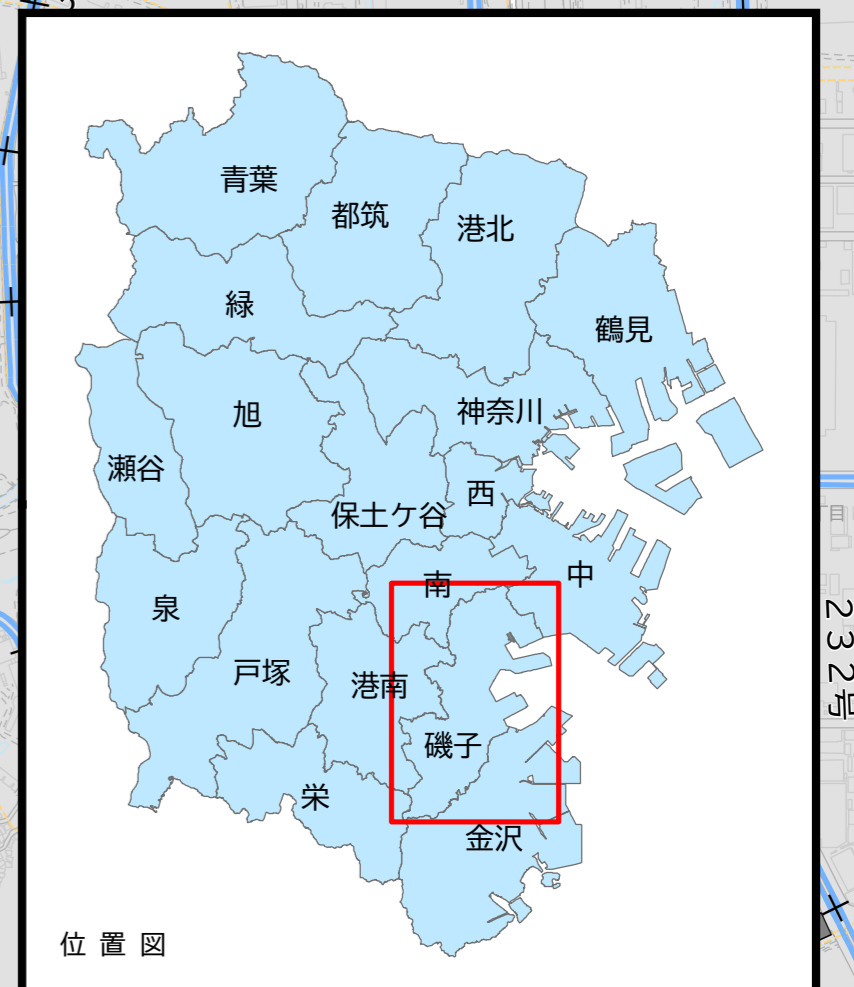 青葉
都筑
港北
緑
鶴見
旭
神奈川
瀬谷
西
保土ケ谷
南
中
泉
戸塚
港南
磯子
栄
金沢
位置図
目
232号